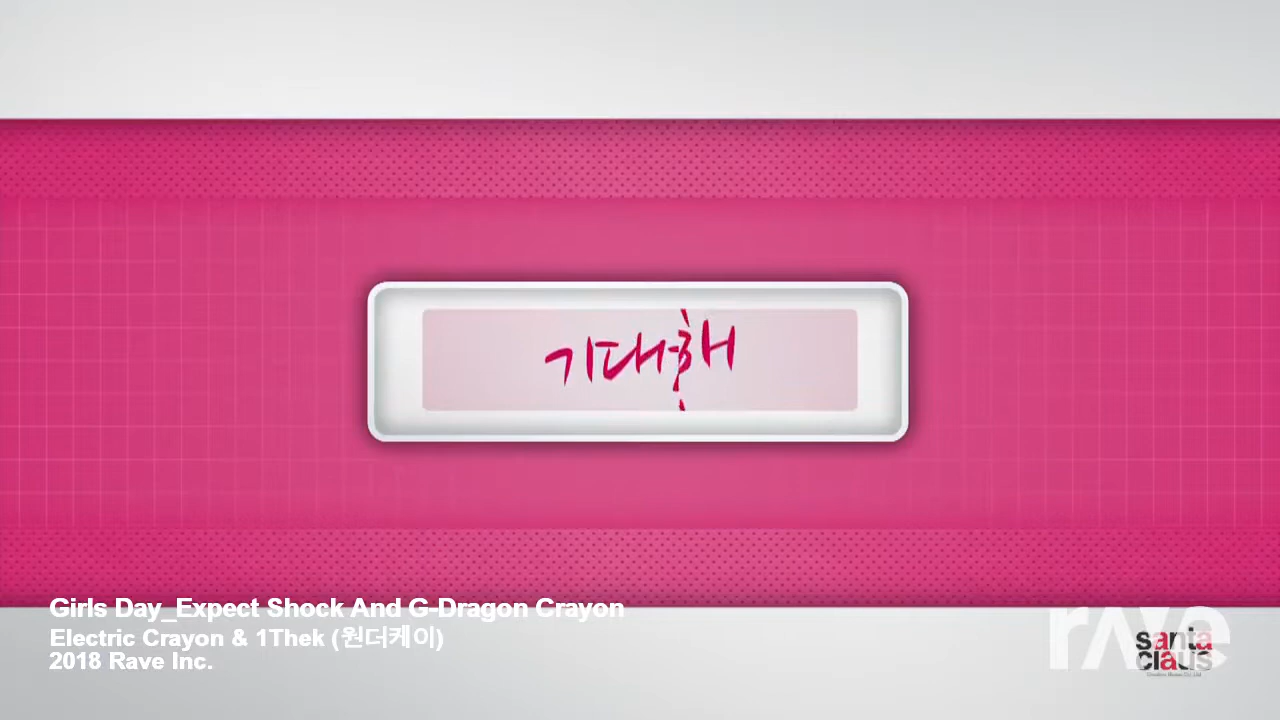 기대해
Girls Day_Expect Shock And G-Dragon Crayon
Electric Crayon & 1Thek (원더케이)
2018 Rave Inc.
rave
santa
claus